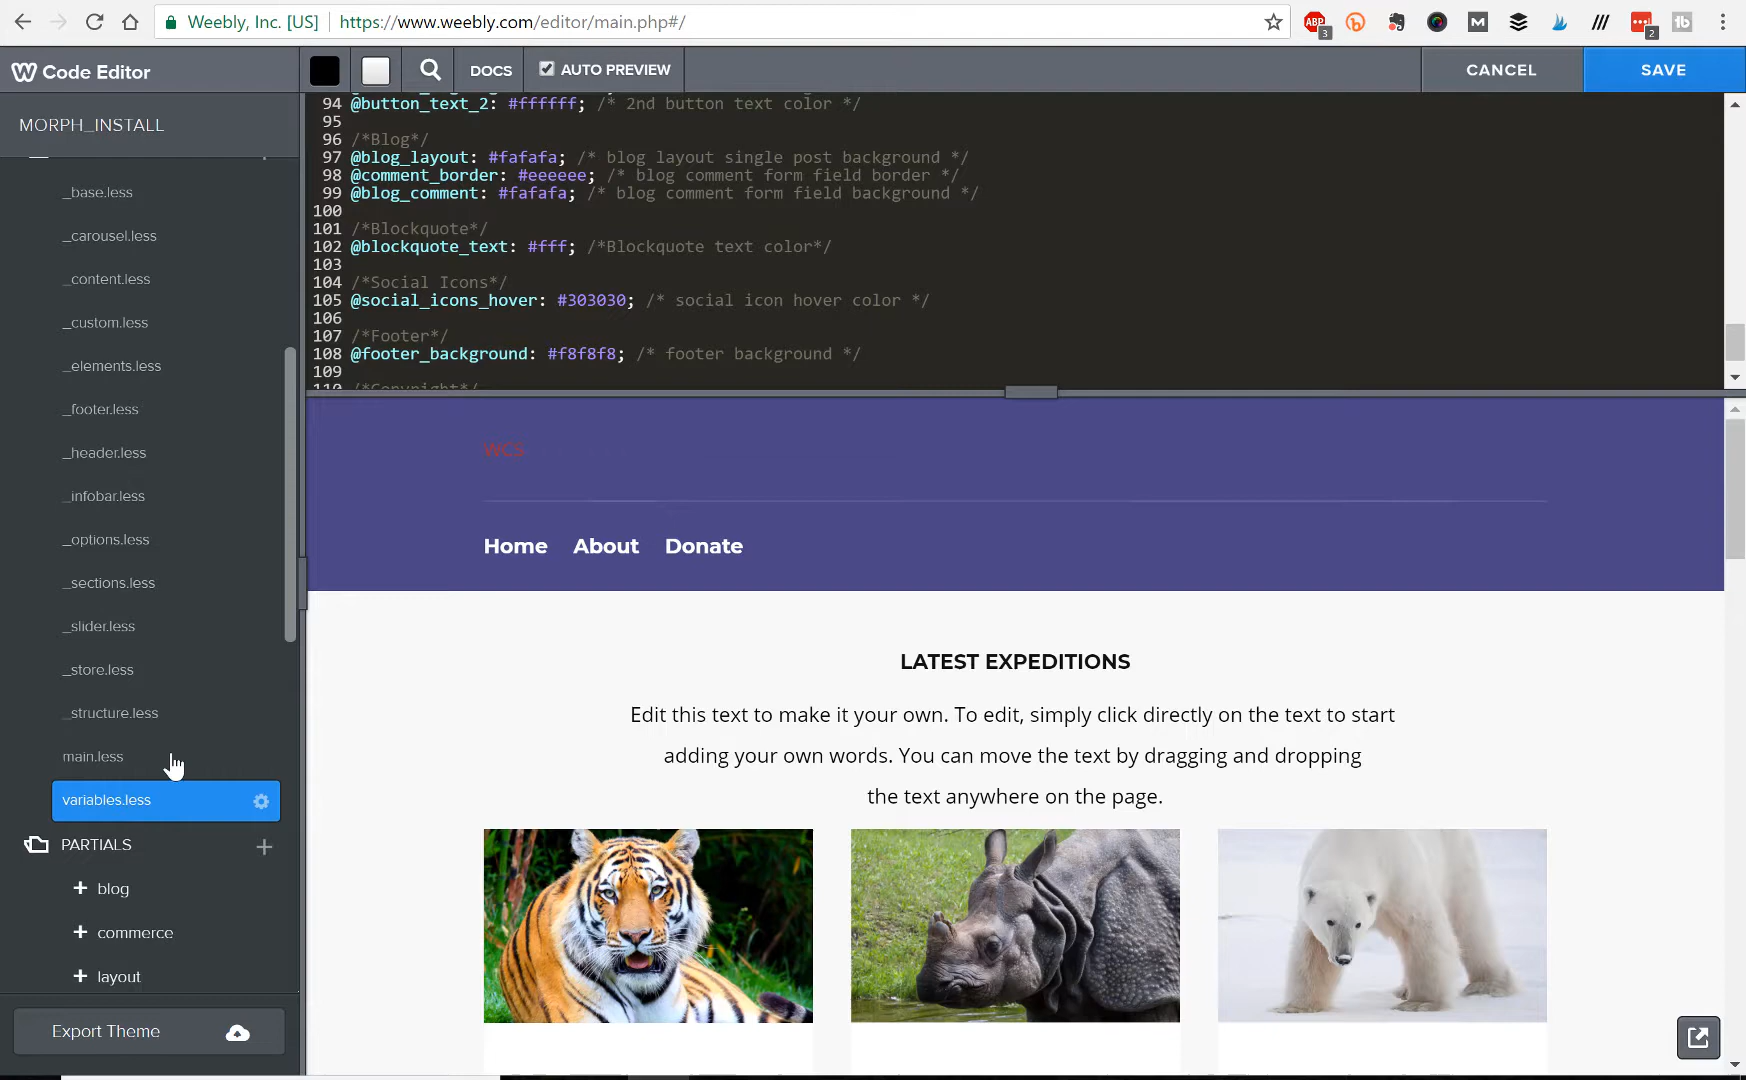 Weebly, Inc. [US]
https://www.weebly.com/editor/main.php#/
ABP
3
M
2
tb
Code Editor
DOCS
AUTO PREVIEW
CANCEL
SAVE
MORPH_INSTALL
_base.less
_carousel.less
_content.less
_custom.less
_elements.less
_footer.less
_header.less
_infobar.less
_options.less
_sections.less
_slider.less
_store.less
_structure.less
main.less
variables.less
PARTIALS
blog
commerce
layout
Export Theme
94 @button_text_2: #ffffff; /* 2nd button text color */
95
96 /*Blog*/
97 @blog_layout: #fafafa; /* blog layout single post background */
98 @comment_border: #eeeeee; /* blog comment form field border */
99 @blog_comment: #fafafa; /* blog comment form field background */
100
101 /*Blockquote*/
102 @blockquote_text: #fff; /*Blockquote text color*/
103
104 /*Social Icons*/
105 @social_icons_hover: #303030; /* social icon hover color */
106
107 /*Footer*/
108 @footer_background: #f8f8f8; /* footer background */
109
110 /*Copyright*/
WCS
Home About Donate
LATEST EXPEDITIONS
Edit this text to make it your own. To edit, simply click directly on the text to start
adding your own words. You can move the text by dragging and dropping
the text anywhere on the page.